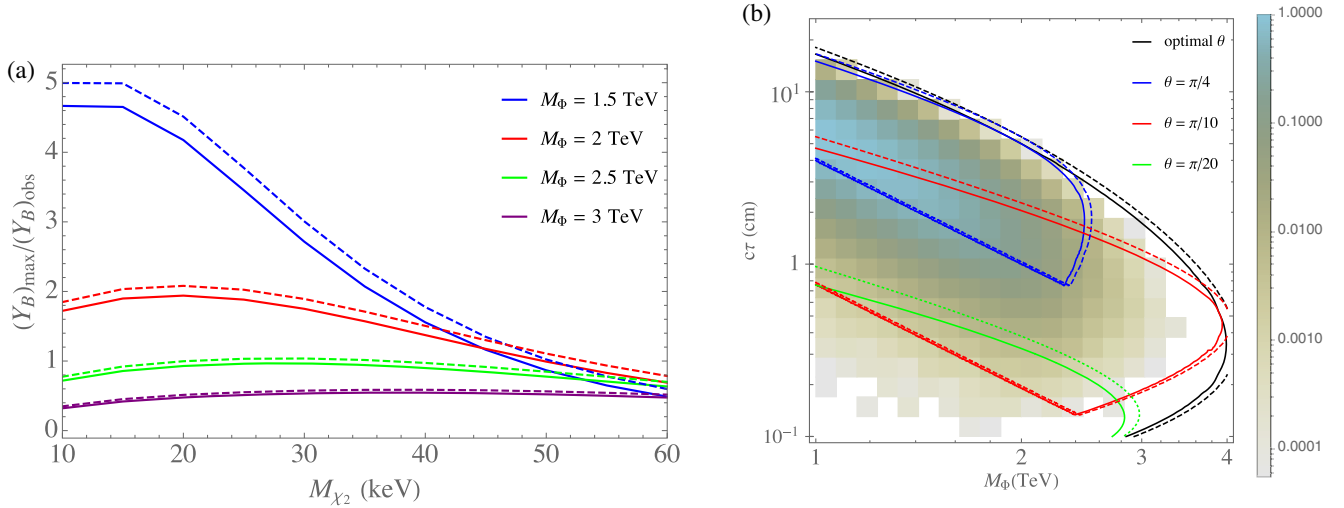 (a)
(Y_B)_max/(Y_B)_obs
5
4
3
2
1
0
10 20 30 40 50 60
M_χ₂ (keV)
M_Φ = 1.5 TeV
M_Φ = 2 TeV
M_Φ = 2.5 TeV
M_Φ = 3 TeV
(b)
cτ (cm)
10¹
1
10⁻¹
1 2 3 4
M_Φ(TeV)
optimal θ
θ = π/4
θ = π/10
θ = π/20
1.0000
0.1000
0.0100
0.0010
0.0001